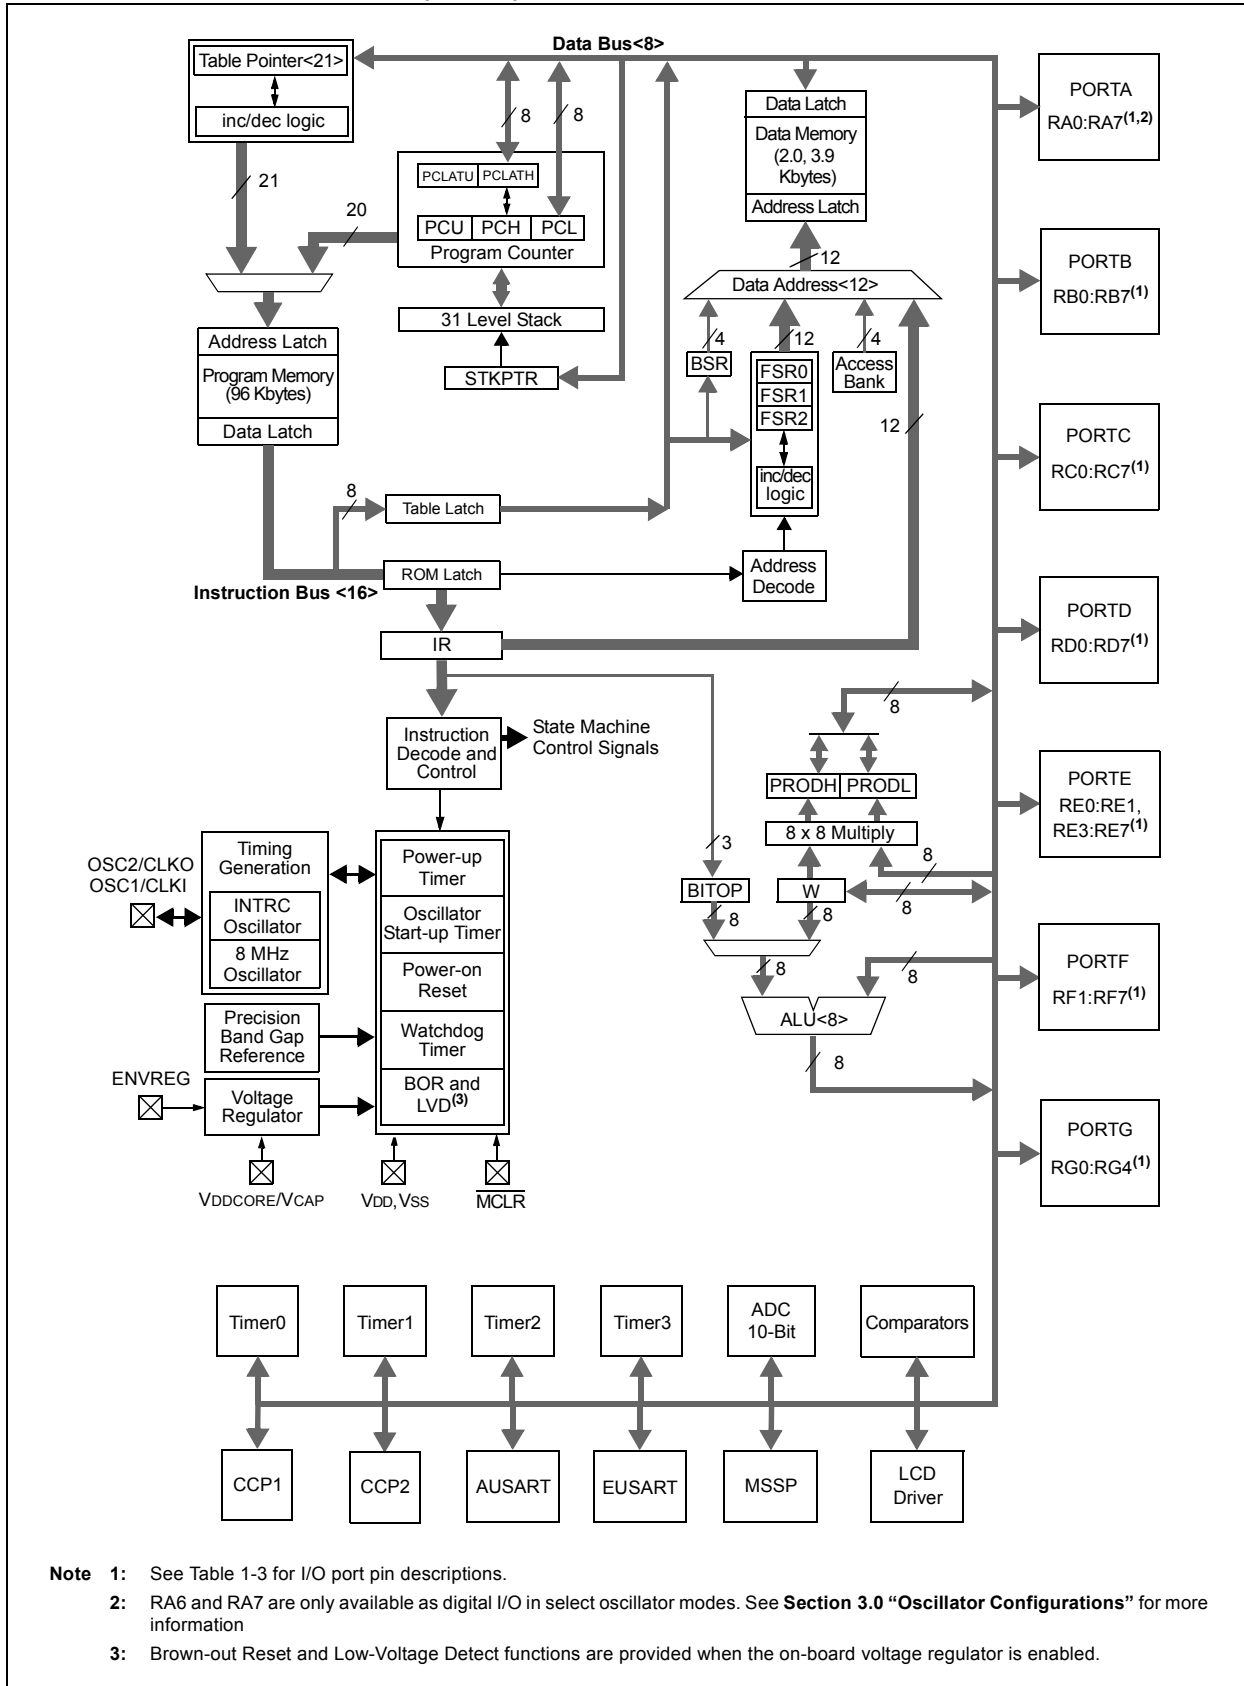 Data Bus<8>
Table Pointer<21>
inc/dec logic
21
20
8
8
PCLATU PCLATH
PCU PCH PCL
Program Counter
31 Level Stack
STKPTR
Address Latch
Program Memory
(96 Kbytes)
Data Latch
8
Table Latch
ROM Latch
Instruction Bus <16>
IR
Data Latch
Data Memory
(2.0, 3.9
Kbytes)
Address Latch
12
Data Address<12>
4
12
4
BSR
FSR0
FSR1
FSR2
inc/dec
logic
Access
Bank
12
Address
Decode
Instruction
Decode and
Control
State Machine
Control Signals
8
PRODH PRODL
8 x 8 Multiply
3
8
BITOP
W
8
8
8
8
8
ALU<8>
8
OSC2/CLKO
OSC1/CLKI
Timing
Generation
INTRC
Oscillator
8 MHz
Oscillator
Precision
Band Gap
Reference
ENVREG
Voltage
Regulator
Power-up
Timer
Oscillator
Start-up Timer
Power-on
Reset
Watchdog
Timer
BOR and
LVD(3)
VDDCORE/VCAP
VDD, VSS
MCLR
PORTA
RA0:RA7(1,2)
PORTB
RB0:RB7(1)
PORTC
RC0:RC7(1)
PORTD
RD0:RD7(1)
PORTE
RE0:RE1,
RE3:RE7(1)
PORTF
RF1:RF7(1)
PORTG
RG0:RG4(1)
Timer0
Timer1
Timer2
Timer3
ADC
10-Bit
Comparators
CCP1
CCP2
AUSART
EUSART
MSSP
LCD
Driver
Note 1: See Table 1-3 for I/O port pin descriptions.
2: RA6 and RA7 are only available as digital I/O in select oscillator modes. See Section 3.0 “Oscillator Configurations” for more
information
3: Brown-out Reset and Low-Voltage Detect functions are provided when the on-board voltage regulator is enabled.